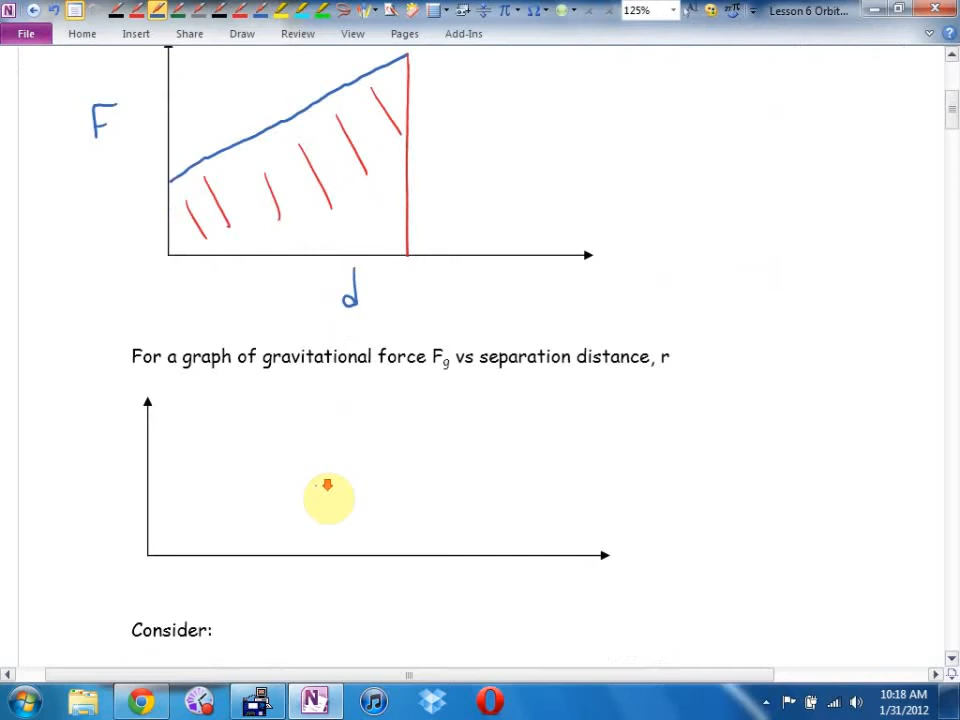 125%
Lesson 6 Orbit...
File Home Insert Share Draw Review View Pages Add-Ins
F
d
For a graph of gravitational force Fg vs separation distance, r
Consider:
10:18 AM
1/31/2012